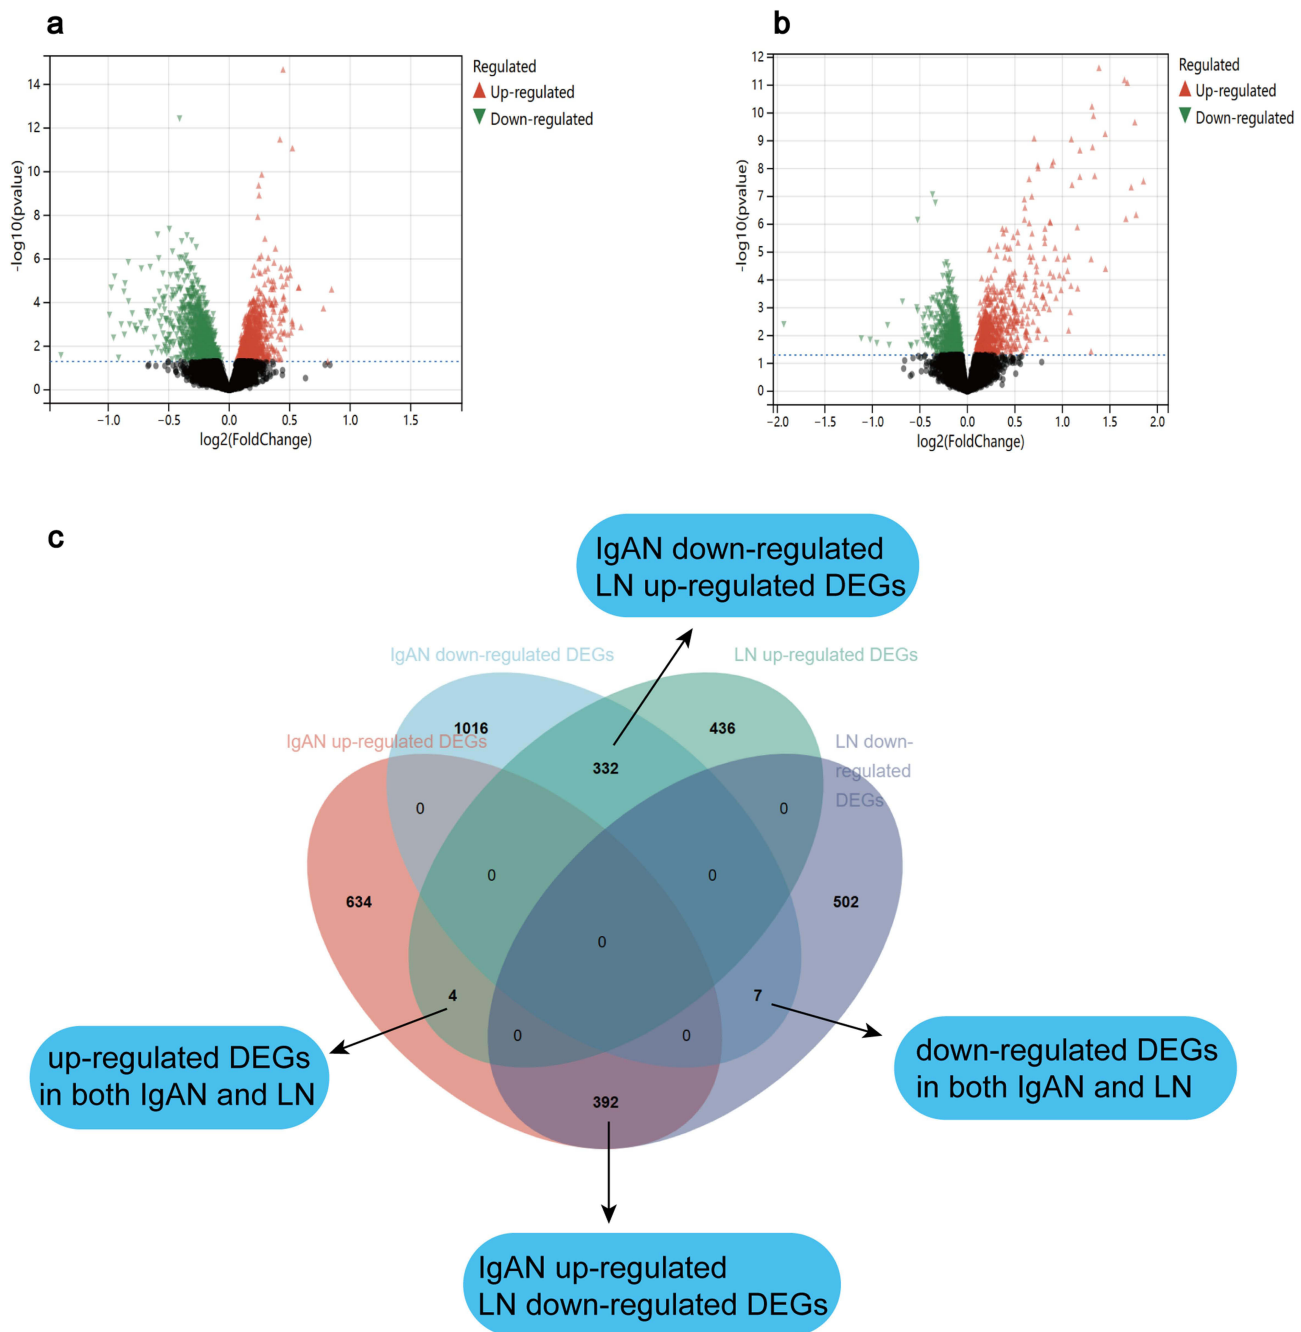 a
14
12
10
8
6
4
2
0
-log10(pvalue)
−1.0 −0.5 0.0 0.5 1.0 1.5
log2(FoldChange)
Regulated
Up-regulated
Down-regulated
b
12
11
10
9
8
7
6
5
4
3
2
1
0
-log10(pvalue)
−2.0 −1.5 −1.0 −0.5 0.0 0.5 1.0 1.5 2.0
log2(FoldChange)
Regulated
Up-regulated
Down-regulated
c
IgAN down-regulated
LN up-regulated DEGs
IgAN down-regulated DEGs
LN up-regulated DEGs
1016
436
IgAN up-regulated DEGs
LN down-
regulated
DEGs
332
0
0
0
0
634
502
0
4
7
0
0
up-regulated DEGs
in both IgAN and LN
down-regulated DEGs
in both IgAN and LN
392
IgAN up-regulated
LN down-regulated DEGs